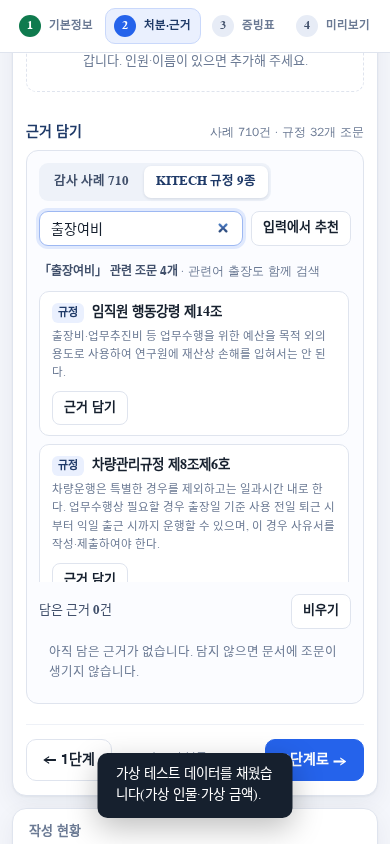 1 기본정보 2 처분·근거 3 증빙표 4 미리보기
갑니다. 인원·이름이 있으면 추가해 주세요.
근거 담기 사례 710건 · 규정 32개 조문
감사 사례 710 KITECH 규정 9종
출장여비 × 입력에서 추천
「출장여비」 관련 조문 4개 · 관련어 출장도 함께 검색
규정 임직원 행동강령 제14조
출장비·업무추진비 등 업무수행을 위한 예산을 목적 외의
용도로 사용하여 연구원에 재산상 손해를 입혀서는 안 된
다.
근거 담기
규정 차량관리규정 제8조제6호
차량운행은 특별한 경우를 제외하고는 일과시간 내로 한
다. 업무수행상 필요할 경우 출장일 기준 사용 전일 퇴근 시
부터 익일 출근 시까지 운행할 수 있으며, 이 경우 사유서를
작성·제출하여야 한다.
근거 담기
담은 근거 0건 비우기
아직 담은 근거가 없습니다. 담지 않으면 문서에 조문이
생기지 않습니다.
← 1단계 단계로 →
가상 테스트 데이터를 채웠습
니다(가상 인물·가상 금액).
작성 현황